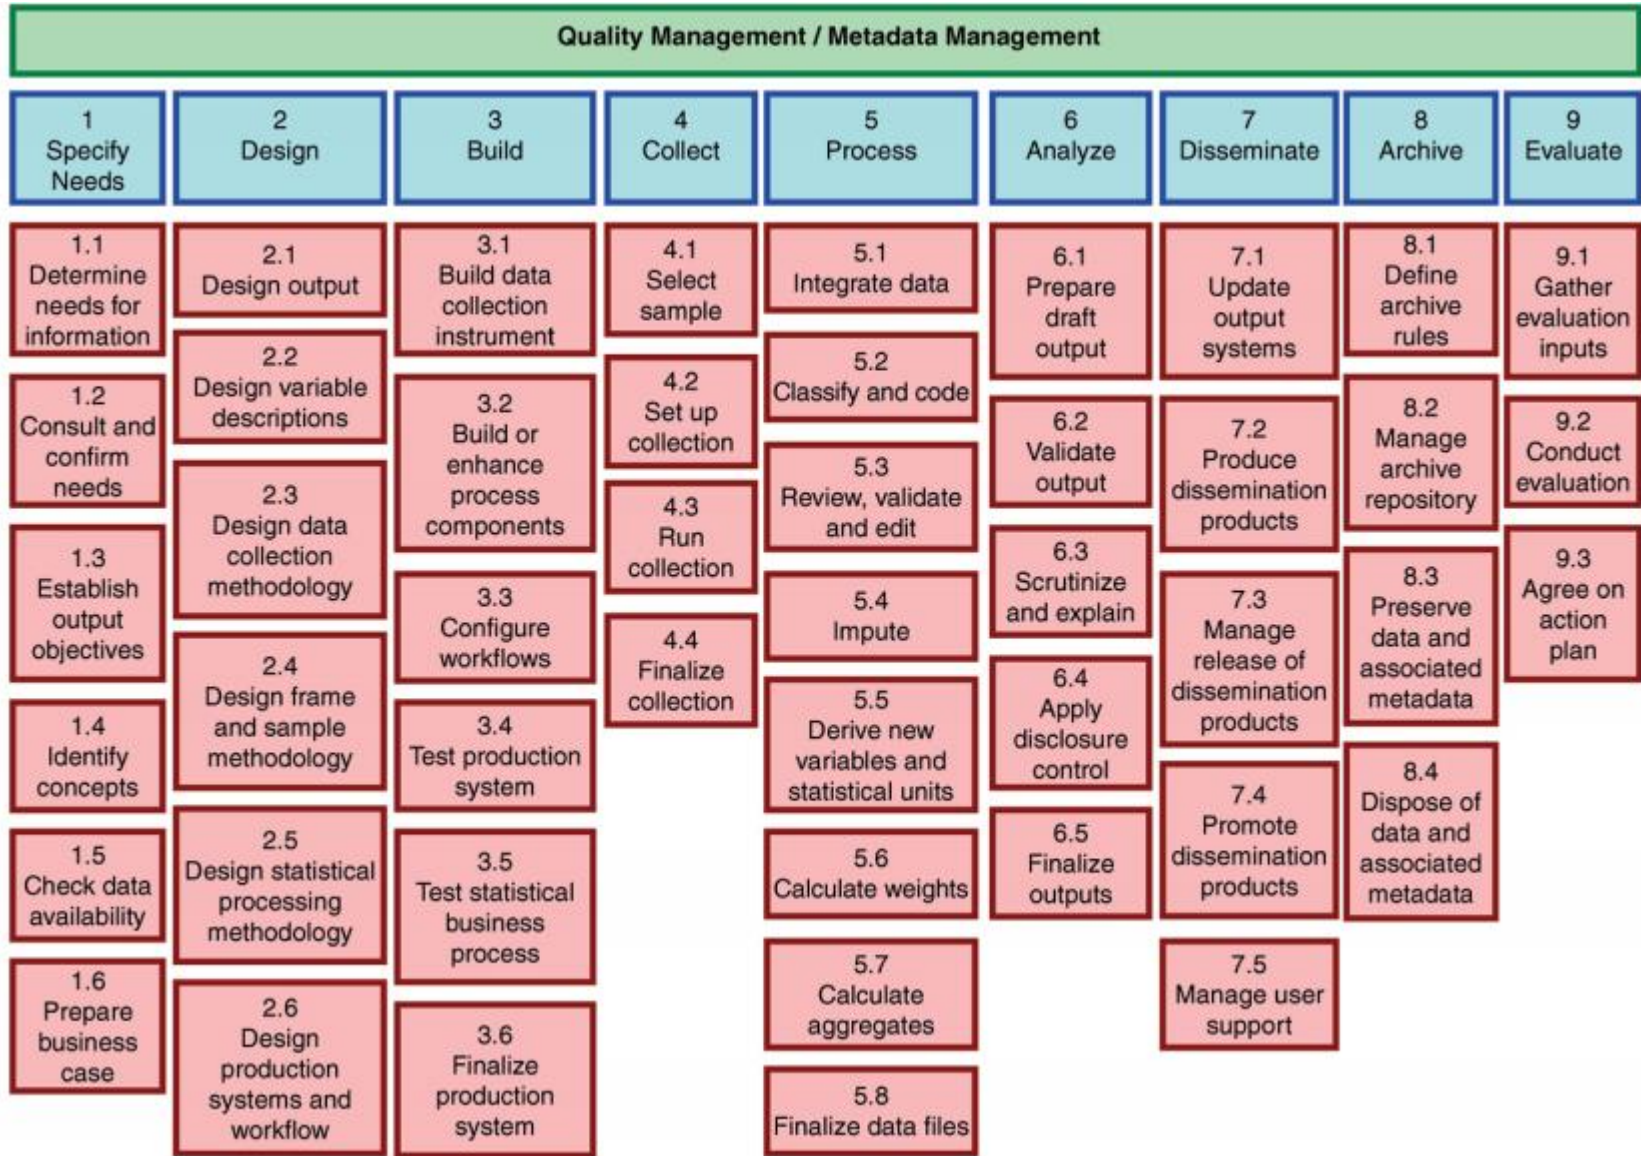 Quality Management / Metadata Management
1
Specify
Needs
2
Design
3
Build
4
Collect
5
Process
6
Analyze
7
Disseminate
8
Archive
9
Evaluate
1.1
Determine
needs for
information
1.2
Consult and
confirm
needs
1.3
Establish
output
objectives
1.4
Identify
concepts
1.5
Check data
availability
1.6
Prepare
business
case
2.1
Design output
2.2
Design variable
descriptions
2.3
Design data
collection
methodology
2.4
Design frame
and sample
methodology
2.5
Design statistical
processing
methodology
2.6
Design
production
systems and
workflow
3.1
Build data
collection
instrument
3.2
Build or
enhance
process
components
3.3
Configure
workflows
3.4
Test production
system
3.5
Test statistical
business
process
3.6
Finalize
production
system
4.1
Select
sample
4.2
Set up
collection
4.3
Run
collection
4.4
Finalize
collection
5.1
Integrate data
5.2
Classify and code
5.3
Review, validate
and edit
5.4
Impute
5.5
Derive new
variables and
statistical units
5.6
Calculate weights
5.7
Calculate
aggregates
5.8
Finalize data files
6.1
Prepare
draft
output
6.2
Validate
output
6.3
Scrutinize
and explain
6.4
Apply
disclosure
control
6.5
Finalize
outputs
7.1
Update
output
systems
7.2
Produce
dissemination
products
7.3
Manage
release of
dissemination
products
7.4
Promote
dissemination
products
7.5
Manage user
support
8.1
Define
archive
rules
8.2
Manage
archive
repository
8.3
Preserve
data and
associated
metadata
8.4
Dispose of
data and
associated
metadata
9.1
Gather
evaluation
inputs
9.2
Conduct
evaluation
9.3
Agree on
action
plan